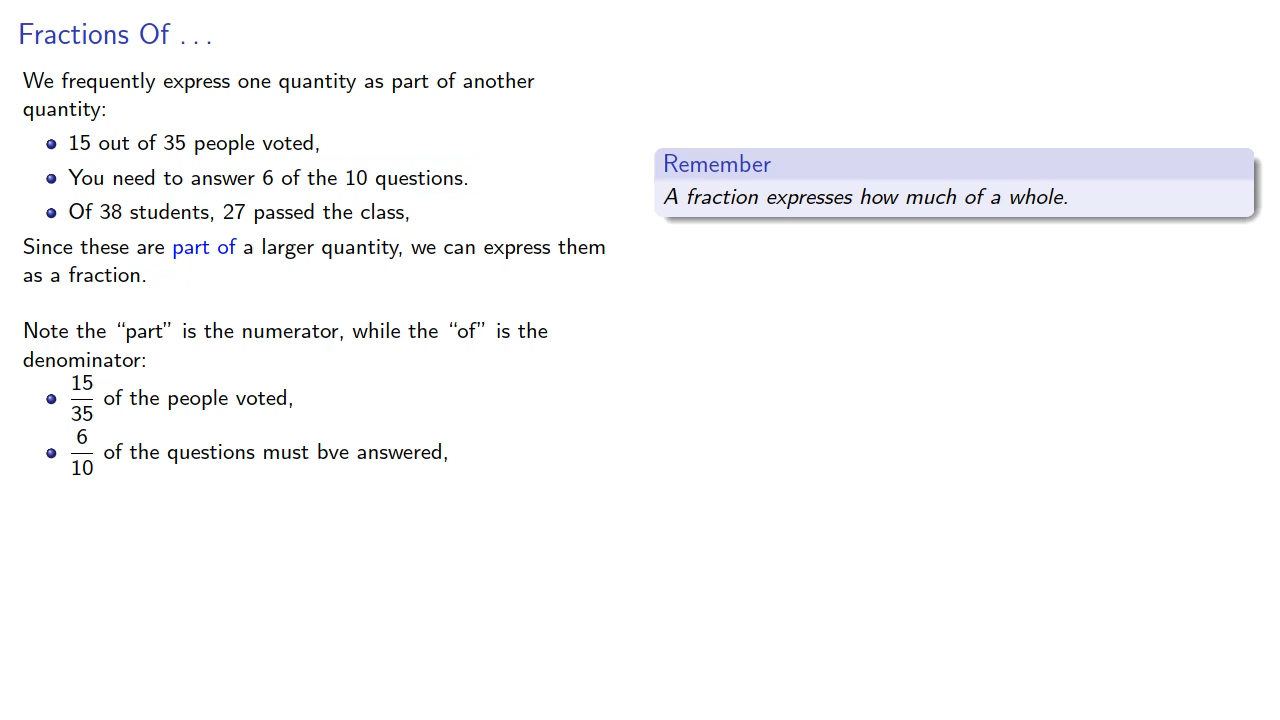 Fractions Of ...
We frequently express one quantity as part of another
quantity:
15 out of 35 people voted,
You need to answer 6 of the 10 questions.
Of 38 students, 27 passed the class,
Since these are part of a larger quantity, we can express them
as a fraction.
Note the “part” is the numerator, while the “of” is the
denominator:
15/35 of the people voted,
6/10 of the questions must bve answered,
Remember
A fraction expresses how much of a whole.